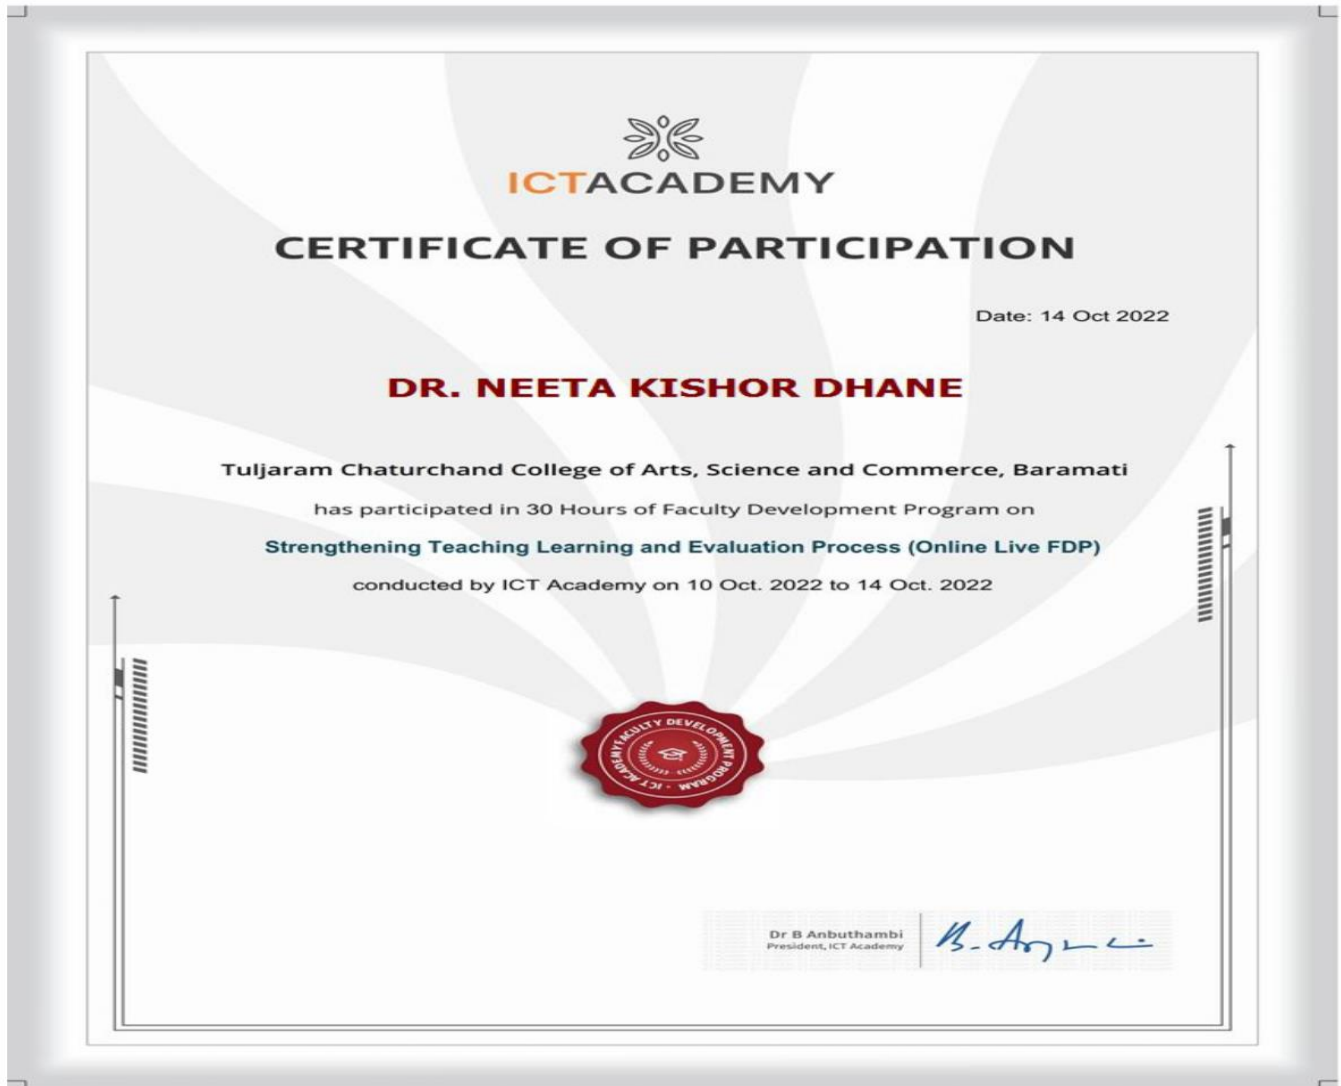 ICTACADEMY
CERTIFICATE OF PARTICIPATION
Date: 14 Oct 2022
DR. NEETA KISHOR DHANE
Tuljaram Chaturchand College of Arts, Science and Commerce, Baramati
has participated in 30 Hours of Faculty Development Program on
Strengthening Teaching Learning and Evaluation Process (Online Live FDP)
conducted by ICT Academy on 10 Oct. 2022 to 14 Oct. 2022
FACULTY DEVELOPMENT PROGRAM - ICT ACADEMY
Dr B Anbuthambi
President, ICT Academy